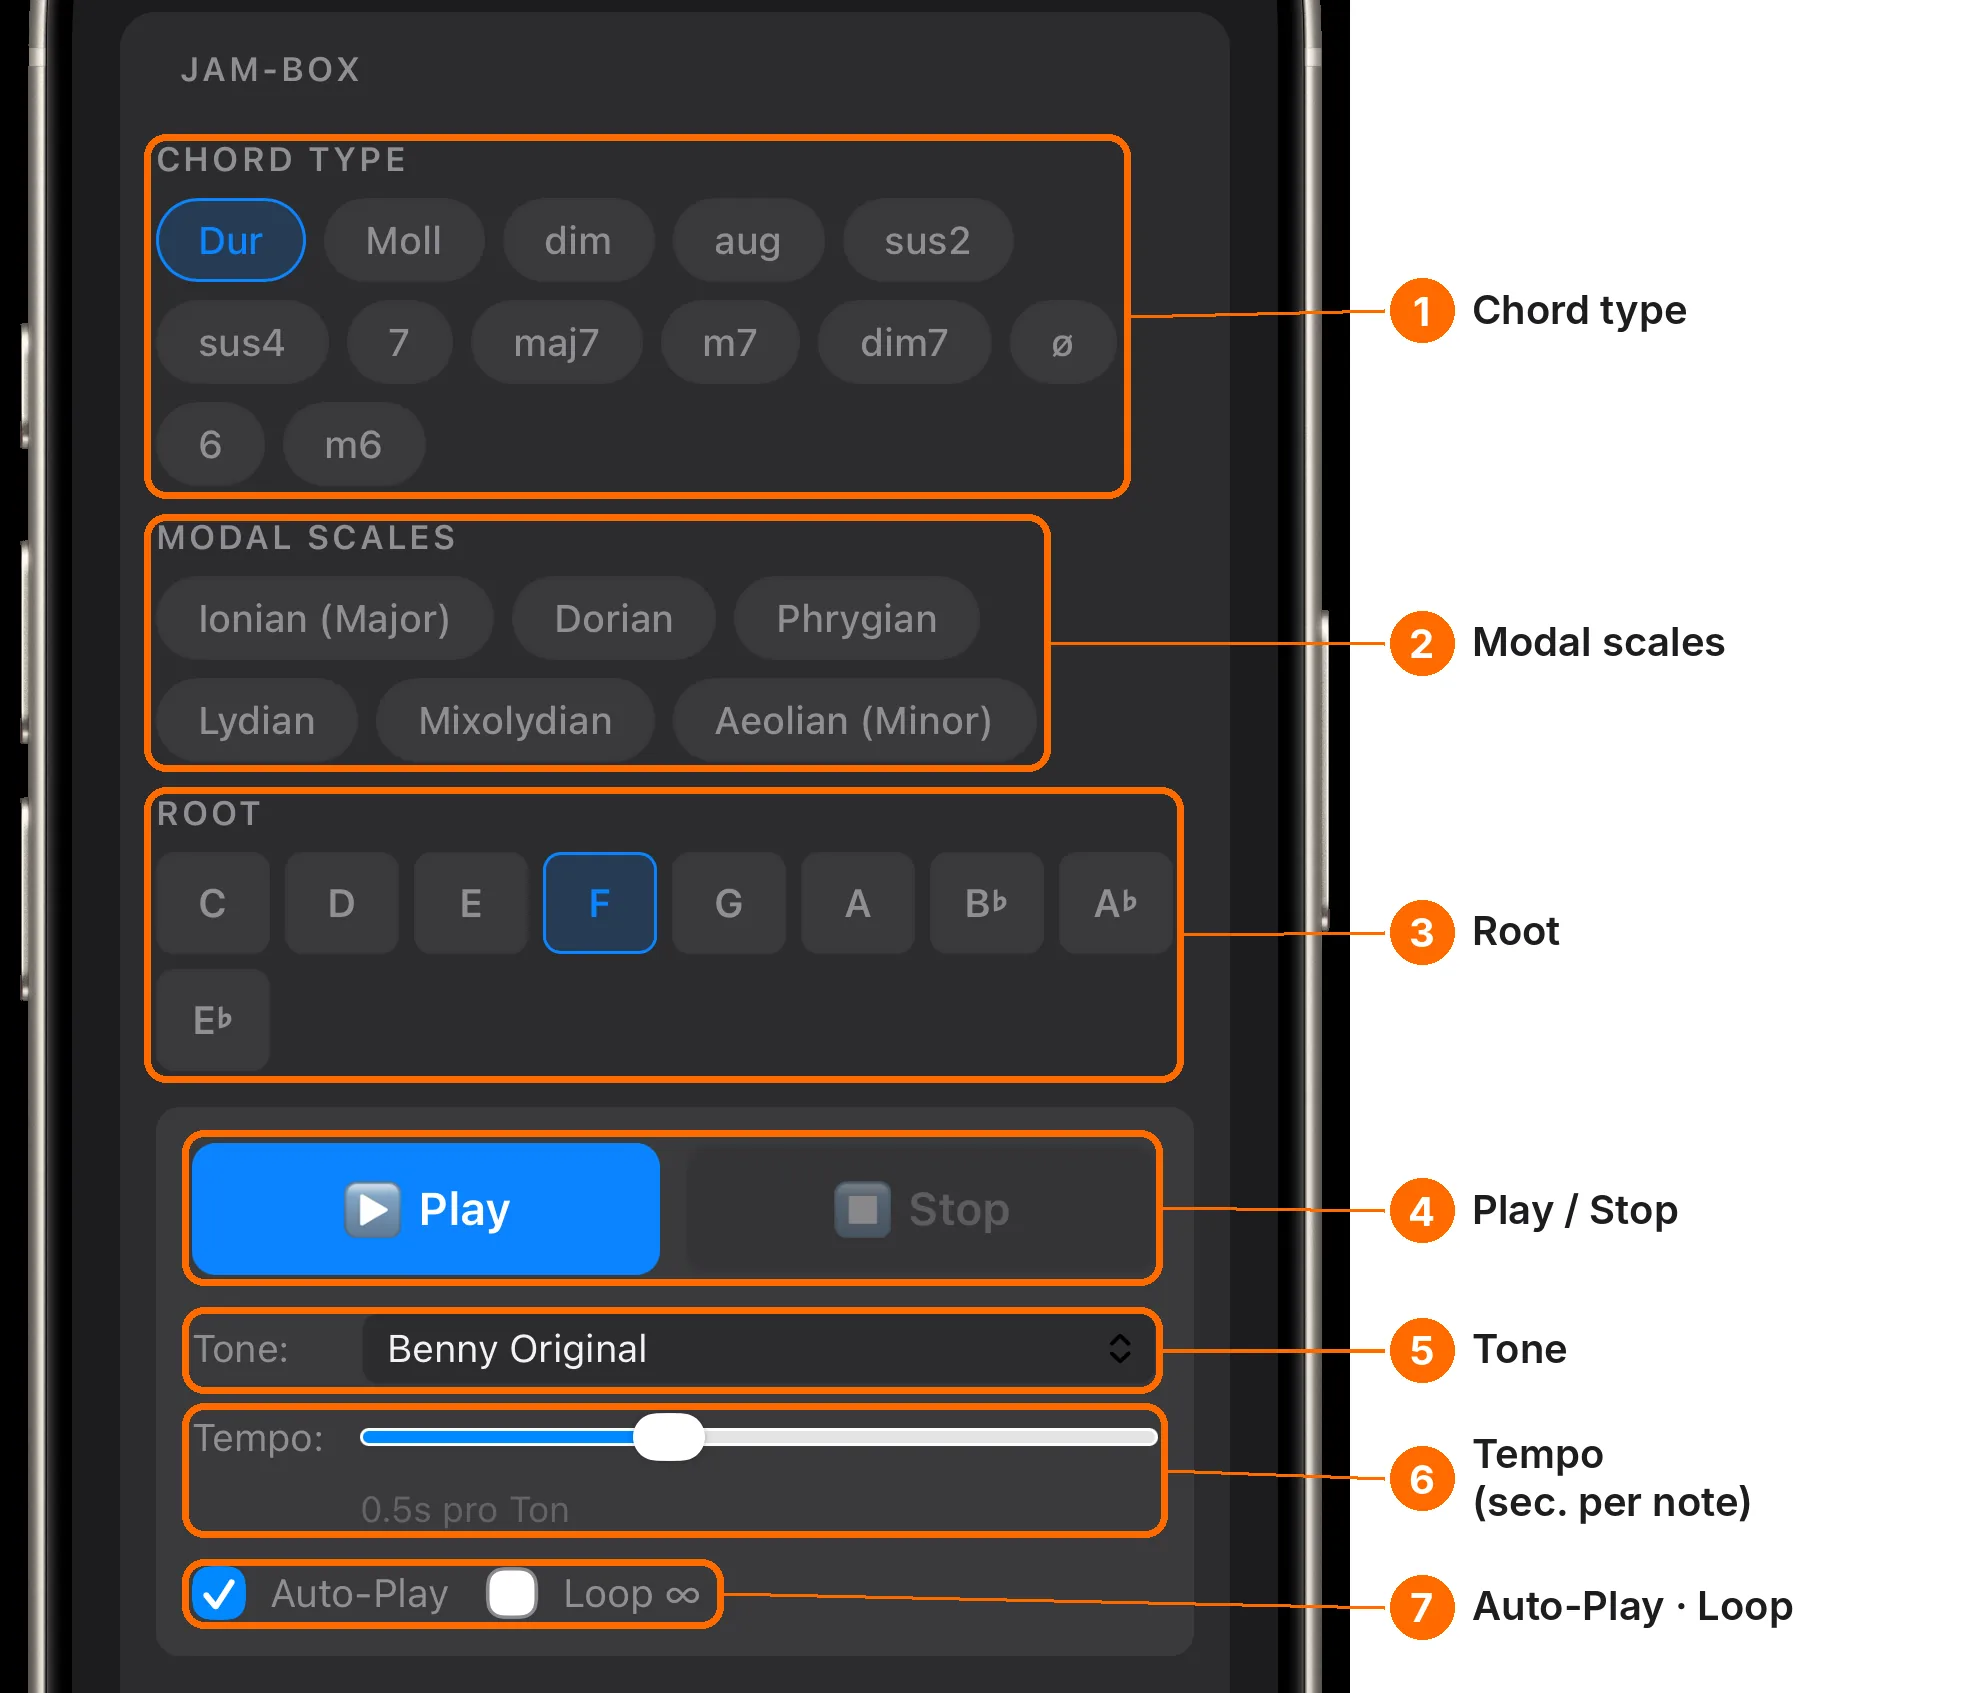 JAM-BOX
CHORD TYPE
Dur Moll dim aug sus2
sus4 7 maj7 m7 dim7 ø
6 m6
1 Chord type
MODAL SCALES
Ionian (Major) Dorian Phrygian
Lydian Mixolydian Aeolian (Minor)
2 Modal scales
ROOT
C D E F G A B♭ A♭
E♭
3 Root
Play Stop
4 Play / Stop
Tone: Benny Original
5 Tone
Tempo:
0.5s pro Ton
6 Tempo
(sec. per note)
Auto-Play Loop ∞
7 Auto-Play · Loop